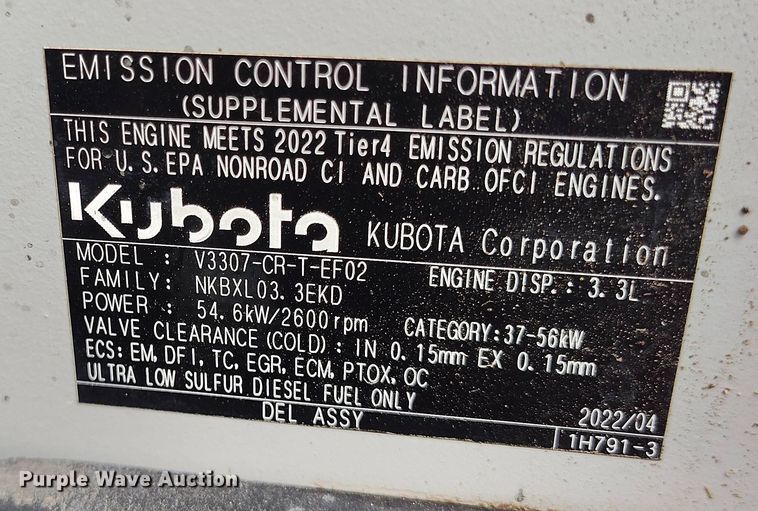 EMISSION CONTROL INFORMATION
(SUPPLEMENTAL LABEL)
THIS ENGINE MEETS 2022 Tier4 EMISSION REGULATIONS
FOR U.S.EPA NONROAD CI AND CARB OFCI ENGINES.
Kubota KUBOTA Corporation
MODEL : V3307-CR-T-EF02 ENGINE DISP.: 3.3L
FAMILY: NKBXL03.3EKD
POWER : 54.6kW/2600rpm CATEGORY:37-56kW
VALVE CLEARANCE(COLD): IN 0.15mm EX 0.15mm
ECS: EM, DFI, TC, EGR, ECM, PTOX, OC
ULTRA LOW SULFUR DIESEL FUEL ONLY
DEL ASSY 2022/04
1H791-3
Purple Wave Auction